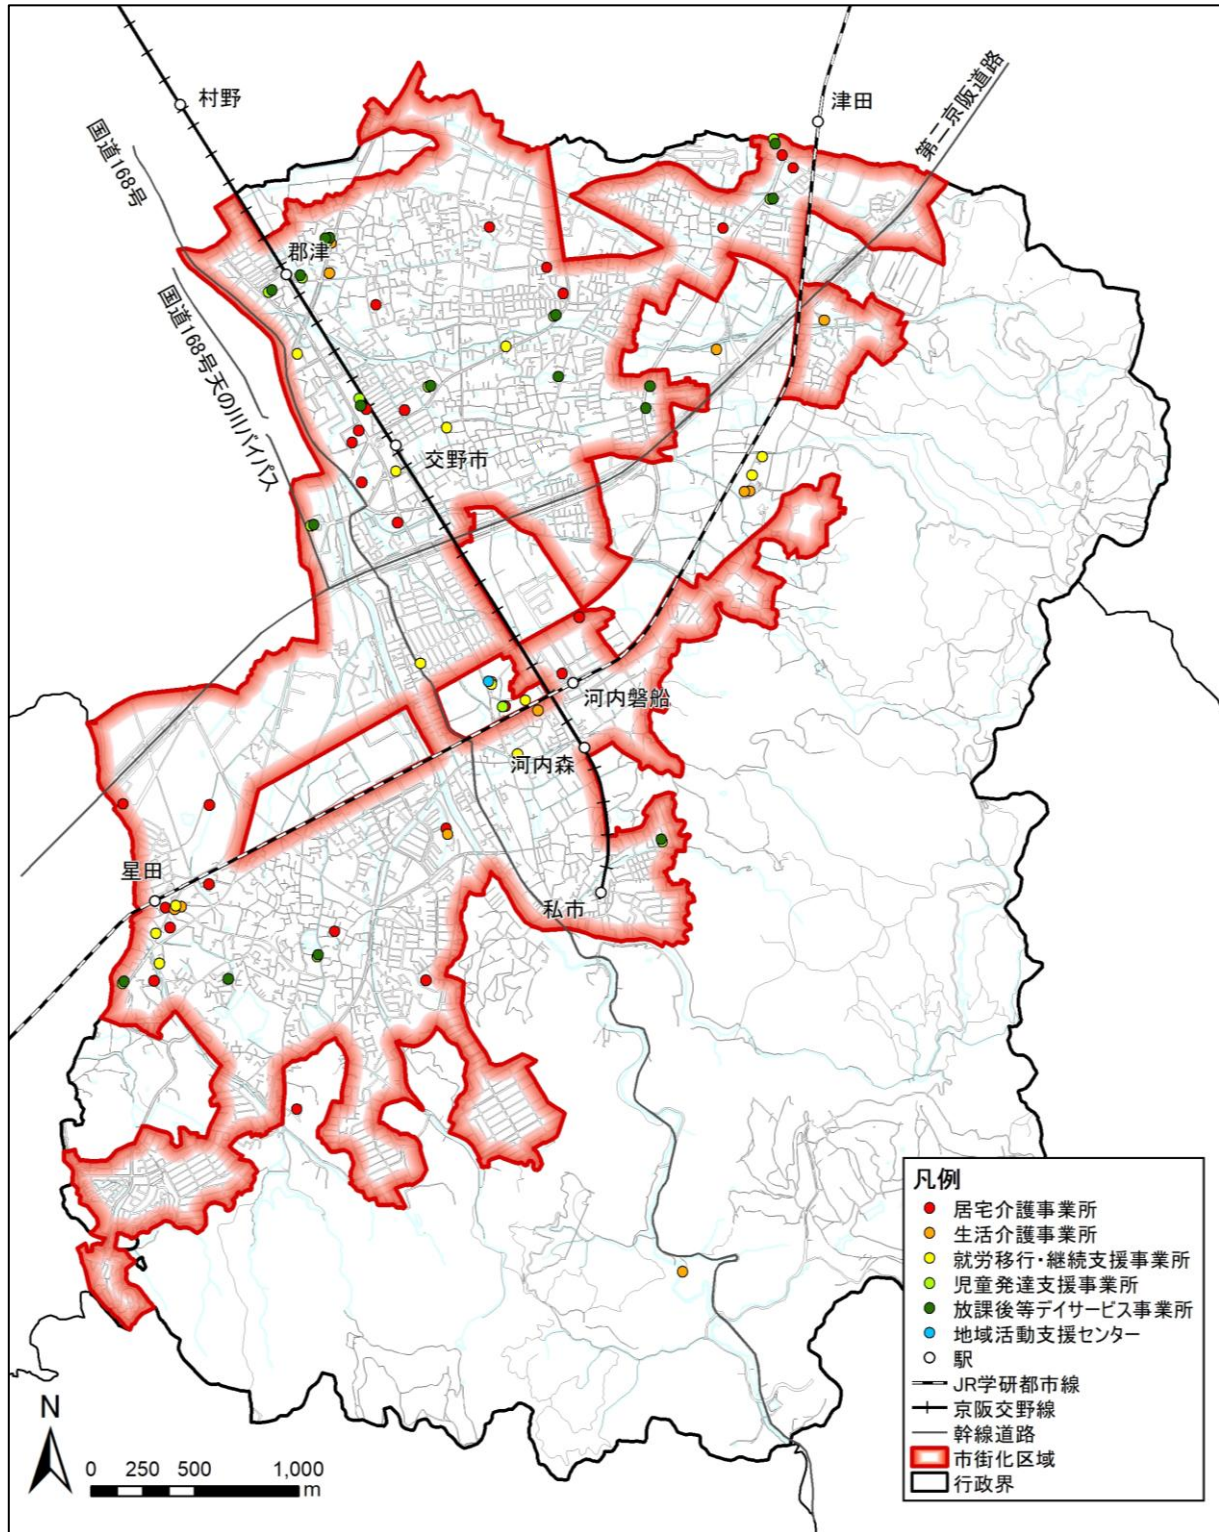 村野
津田
国道168号
第二京阪道路
郡津
国道168号天の川バイパス
交野市
河内磐船
河内森
星田
私市
凡例
居宅介護事業所
生活介護事業所
就労移行・継続支援事業所
児童発達支援事業所
放課後等デイサービス事業所
地域活動支援センター
駅
JR学研都市線
京阪交野線
幹線道路
市街化区域
行政界
N
0 250 500 1,000
m